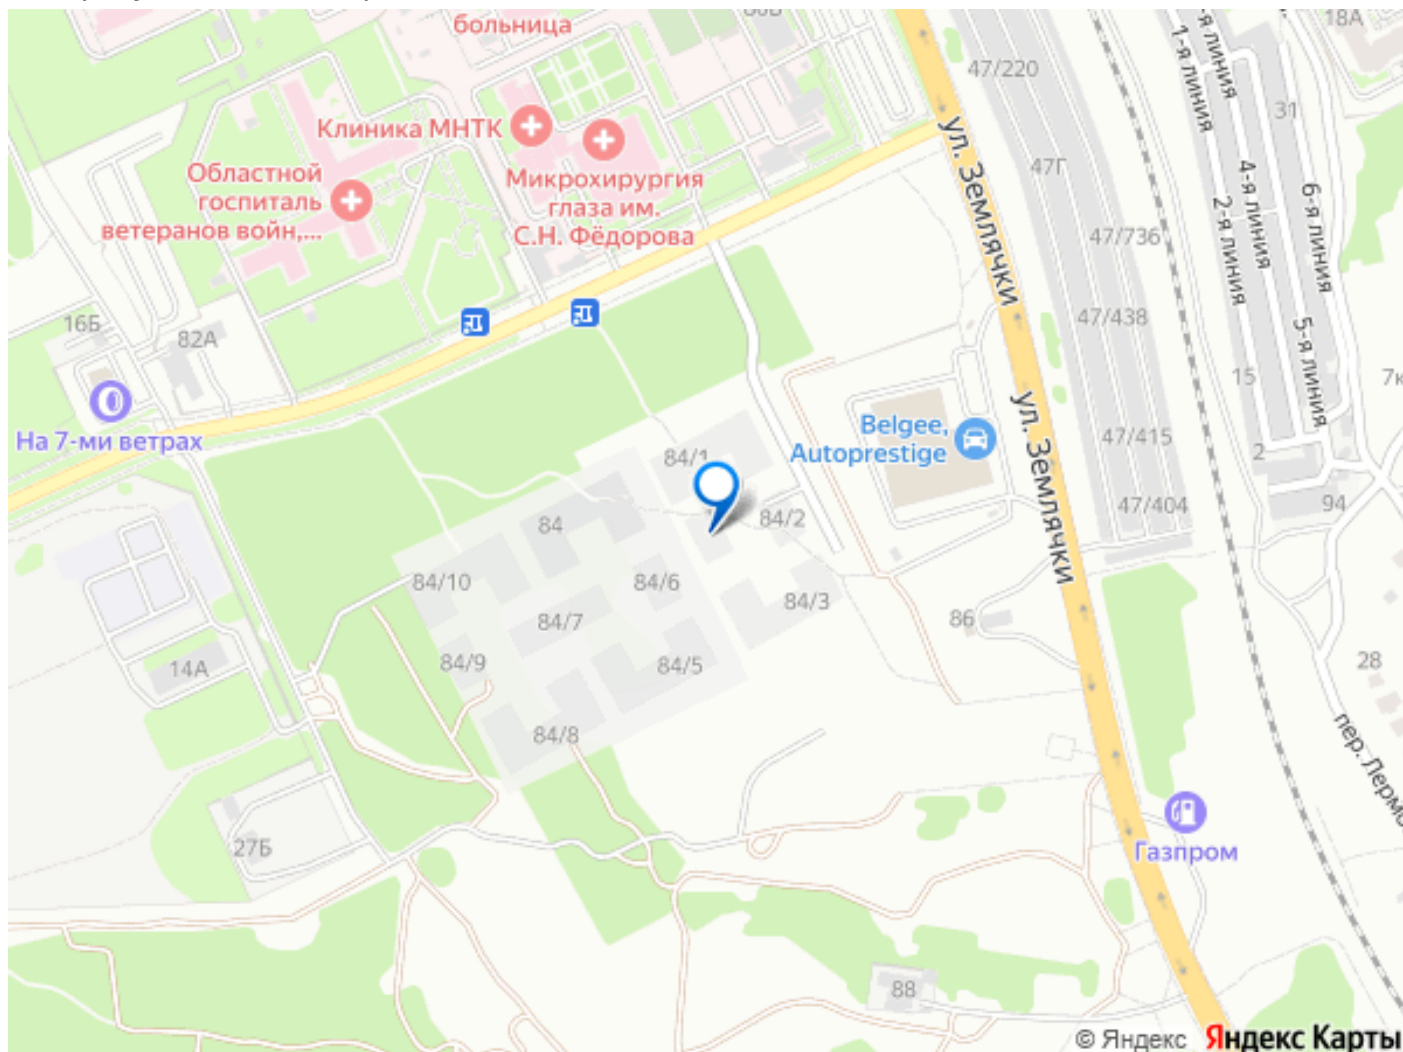 больница
18А
47/220
1-я линия
4-я линия
31
Клиника МНТК
ул. Землячки
47Г
4-я линия
6-я линия
Областной
госпиталь
ветеранов войн,...
Микрохирургия
глаза им.
С.Н. Фёдорова
2-я линия
47/736
16Б
82А
47/438
5-я линия
15
На 7-ми ветрах
Belgee,
Autoprestige
ул. Землячки
47/415
2
84/1
84
84/2
47/404
94
84/10
84/6
84/3
84/7
86
14А
84/9
84/5
28
84/8
27Б
Газпром
88
© Яндекс Яндекс Карты